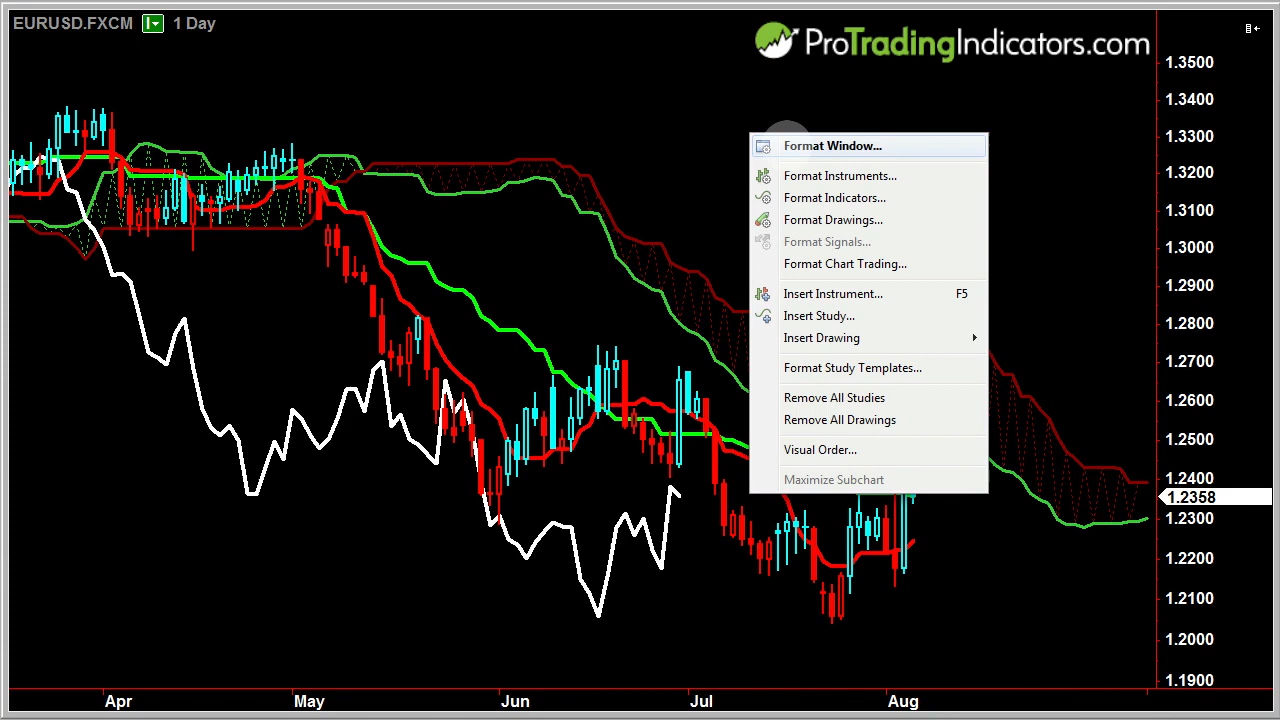 EURUSD.FXCM 1 Day
ProTradingIndicators.com
1.3500
1.3400
1.3300
1.3200
1.3100
1.3000
1.2900
1.2800
1.2700
1.2600
1.2500
1.2400
1.2358
1.2300
1.2200
1.2100
1.2000
1.1900
Format Window...
Format Instruments...
Format Indicators...
Format Drawings...
Format Signals...
Format Chart Trading...
Insert Instrument... F5
Insert Study...
Insert Drawing
Format Study Templates...
Remove All Studies
Remove All Drawings
Visual Order...
Maximize Subchart
Apr May Jun Jul Aug